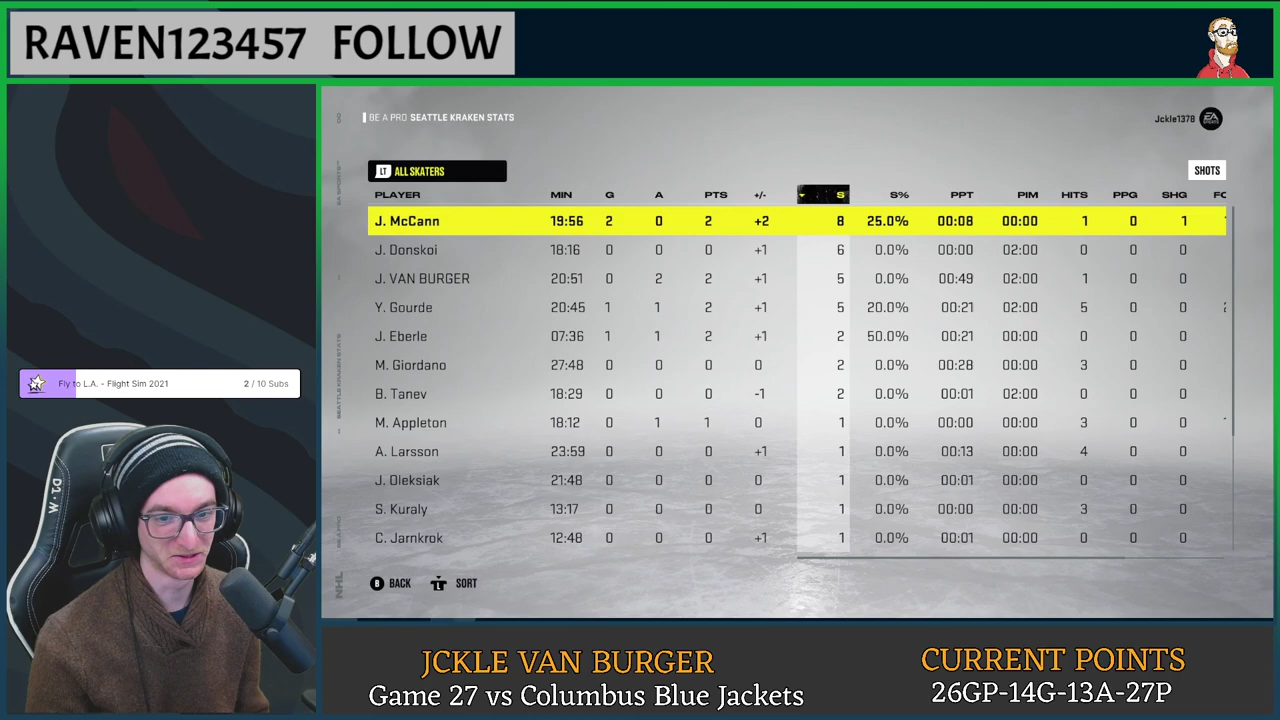 RAVEN123457 FOLLOW
BE A PRO SEATTLE KRAKEN STATS
Jckle1378
LT ALL SKATERS
SHOTS
PLAYER MIN G A PTS +/- S S% PPT PIM HITS PPG SHG FO
J. McCann 19:56 2 0 2 +2 8 25.0% 00:08 00:00 1 0 1
J. Donskoi 18:16 0 0 0 +1 6 0.0% 00:00 02:00 0 0 0
J. VAN BURGER 20:51 0 2 2 +1 5 0.0% 00:49 02:00 1 0 0
Y. Gourde 20:45 1 1 2 +1 5 20.0% 00:21 02:00 5 0 0
J. Eberle 07:36 1 1 2 +1 2 50.0% 00:21 00:00 0 0 0
M. Giordano 27:48 0 0 0 0 2 0.0% 00:28 00:00 3 0 0
B. Tanev 18:29 0 0 0 -1 2 0.0% 00:01 02:00 0 0 0
M. Appleton 18:12 0 1 1 0 1 0.0% 00:00 00:00 3 0 0
A. Larsson 23:59 0 0 0 +1 1 0.0% 00:13 00:00 4 0 0
J. Oleksiak 21:48 0 0 0 0 1 0.0% 00:01 00:00 0 0 0
S. Kuraly 13:17 0 0 0 0 1 0.0% 00:00 00:00 3 0 0
C. Jarnkrok 12:48 0 0 0 +1 1 0.0% 00:01 00:00 0 0 0
B BACK L SORT
Fly to L.A. - Flight Sim 2021 2 / 10 Subs
SEATTLE KRAKEN STATS
NHL
JCKLE VAN BURGER
Game 27 vs Columbus Blue Jackets
CURRENT POINTS
26GP-14G-13A-27P